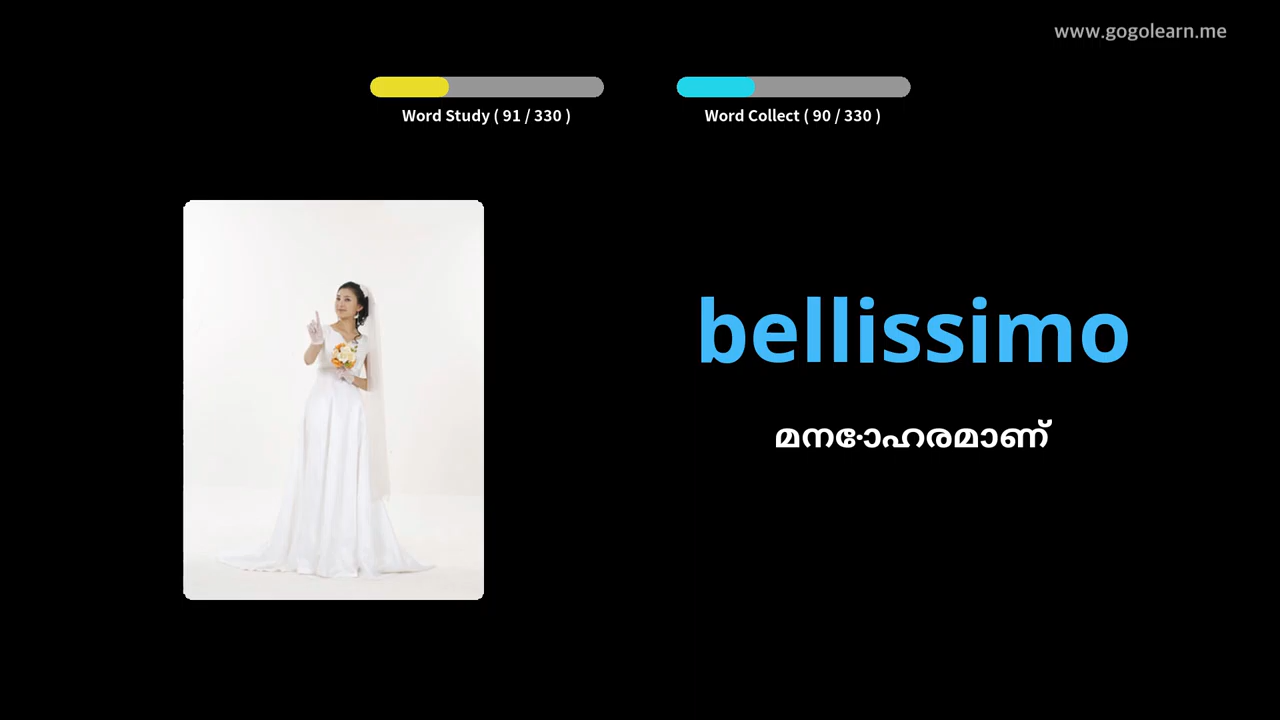 www.gogolearn.me
Word Study ( 91 / 330 )
Word Collect ( 90 / 330 )
bellissimo
മനോഹരമാണ്